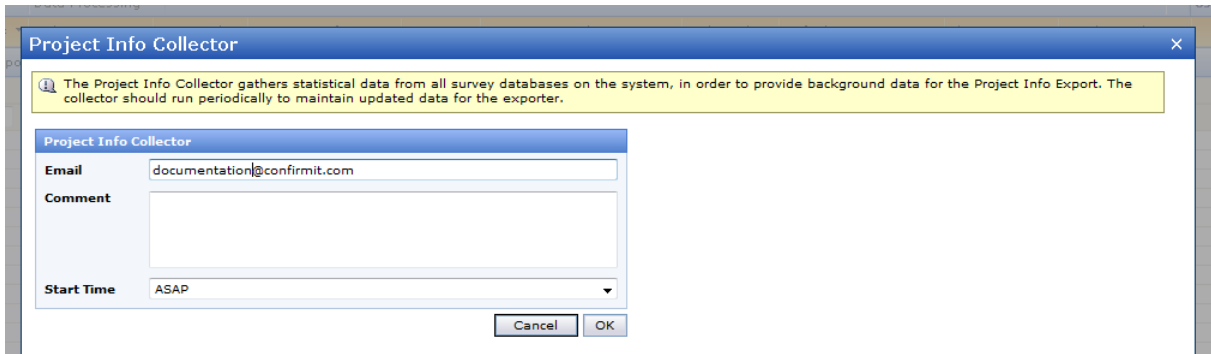 Data Processing
Project Info Collector
The Project Info Collector gathers statistical data from all survey databases on the system, in order to provide background data for the Project Info Export. The
collector should run periodically to maintain updated data for the exporter.
Project Info Collector
Email documentation@confirmit.com
Comment
Start Time ASAP
Cancel OK